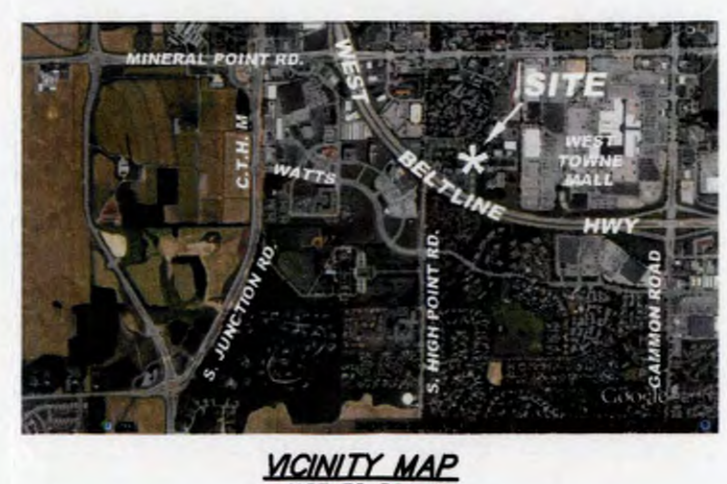 MINERAL POINT RD.
WEST BELTLINE HWY
SITE
C.T.H. M
WEST
TOWNE
MALL
WATTS
S. JUNCTION RD.
S. HIGH POINT RD.
GAMMON ROAD
Google
VICINITY MAP